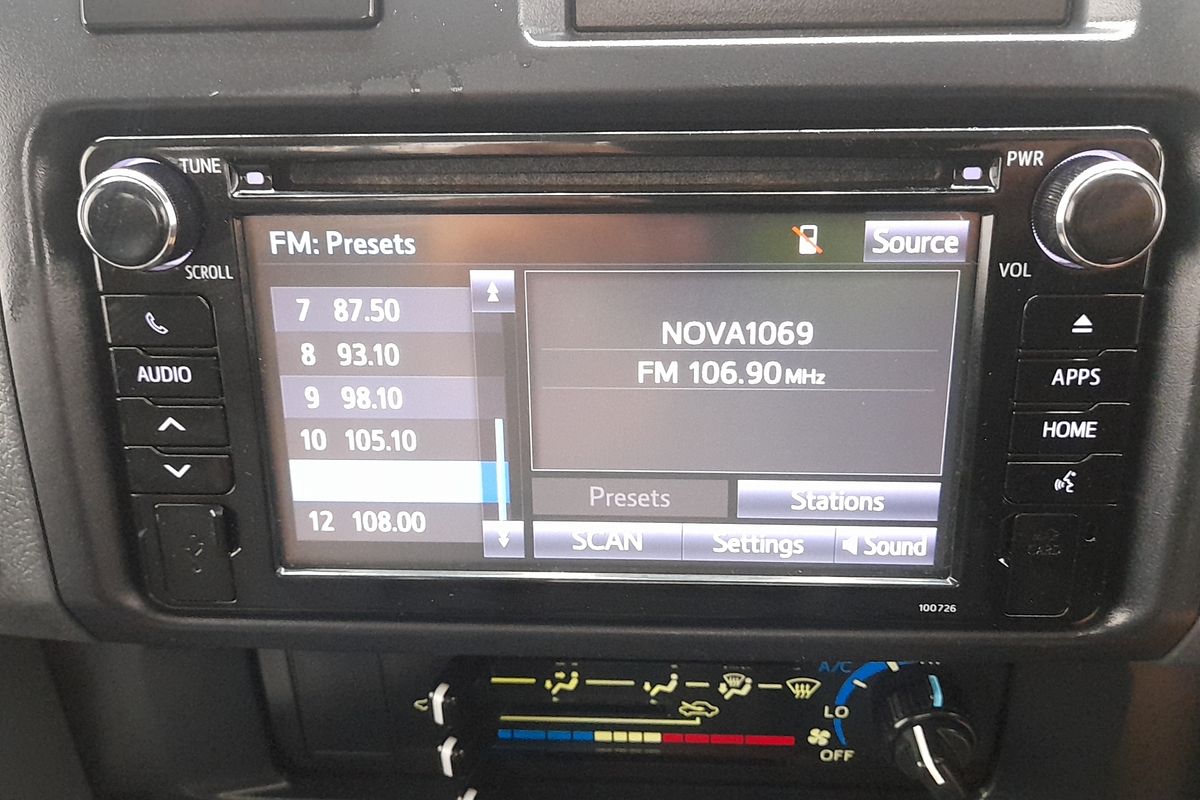 TUNE
PWR
SCROLL
VOL
FM: Presets
Source
7 87.50
8 93.10
9 98.10
10 105.10
12 108.00
NOVA1069
FM 106.90 MHz
Presets
Stations
SCAN
Settings
Sound
AUDIO
APPS
HOME
CARD
100726
A/C
LO
OFF